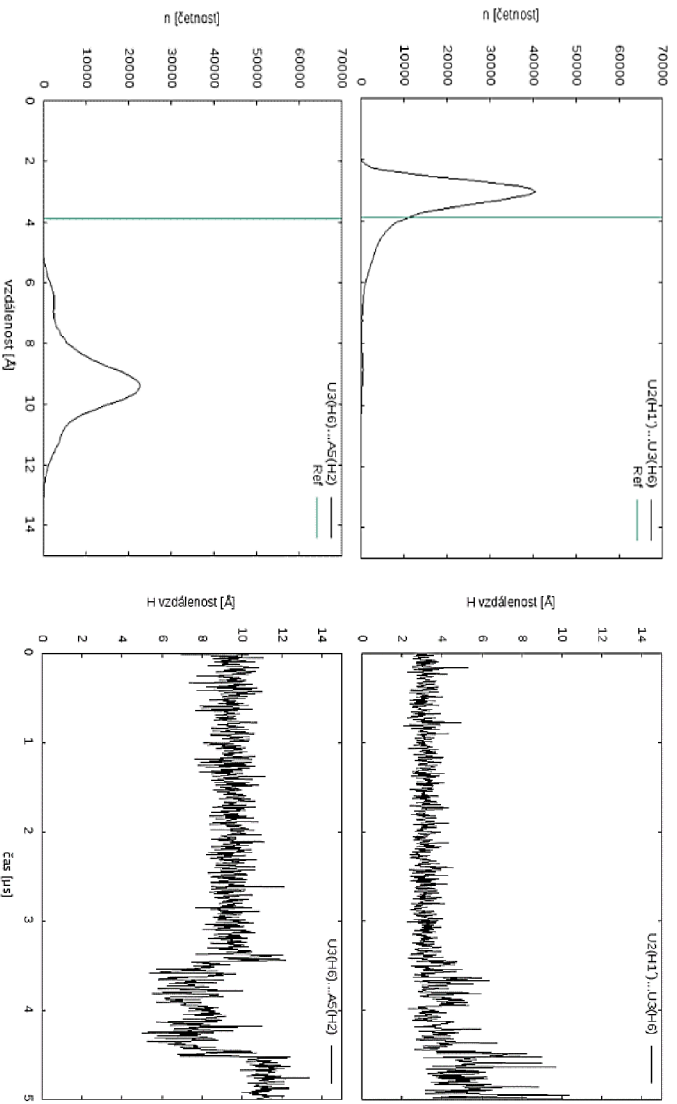 n [četnost]
70000
60000
50000
40000
30000
20000
10000
0
U2(H1')...U3(H6)
Ref
H vzdálenost [Å]
14
12
10
8
6
4
2
0
U2(H1')...U3(H6)
n [četnost]
70000
60000
50000
40000
30000
20000
10000
0
U3(H6)...A5(H2)
Ref
0 2 4 6 8 10 12 14
vzdálenost [Å]
H vzdálenost [Å]
14
12
10
8
6
4
2
0
U3(H6)...A5(H2)
0 1 2 3 4 5
čas [µs]